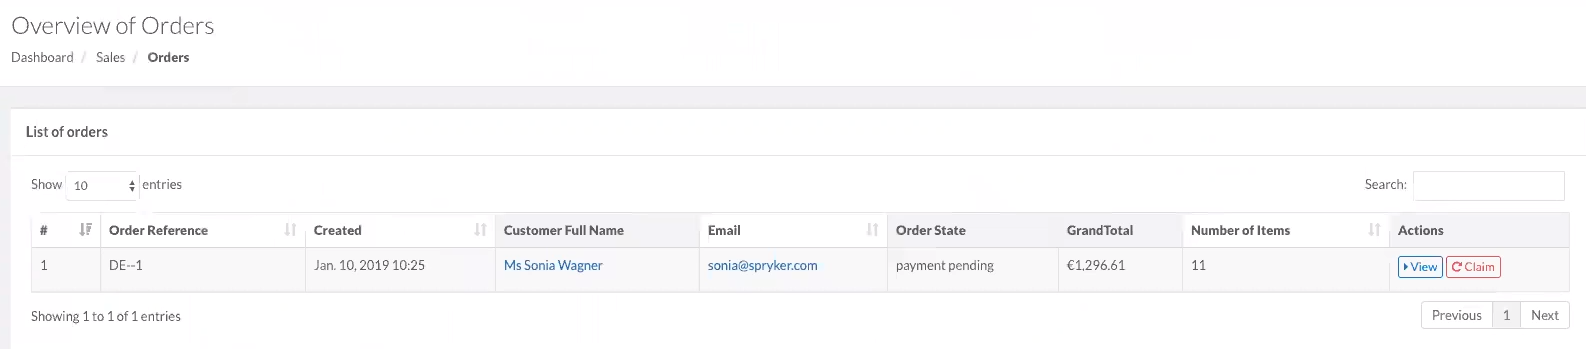 Overview of Orders
Dashboard / Sales / Orders
List of orders
Show 10 entries
Search:
# Order Reference Created Customer Full Name Email Order State GrandTotal Number of Items Actions
1 DE--1 Jan. 10, 2019 10:25 Ms Sonia Wagner sonia@spryker.com payment pending €1,296.61 11 View Claim
Showing 1 to 1 of 1 entries
Previous 1 Next